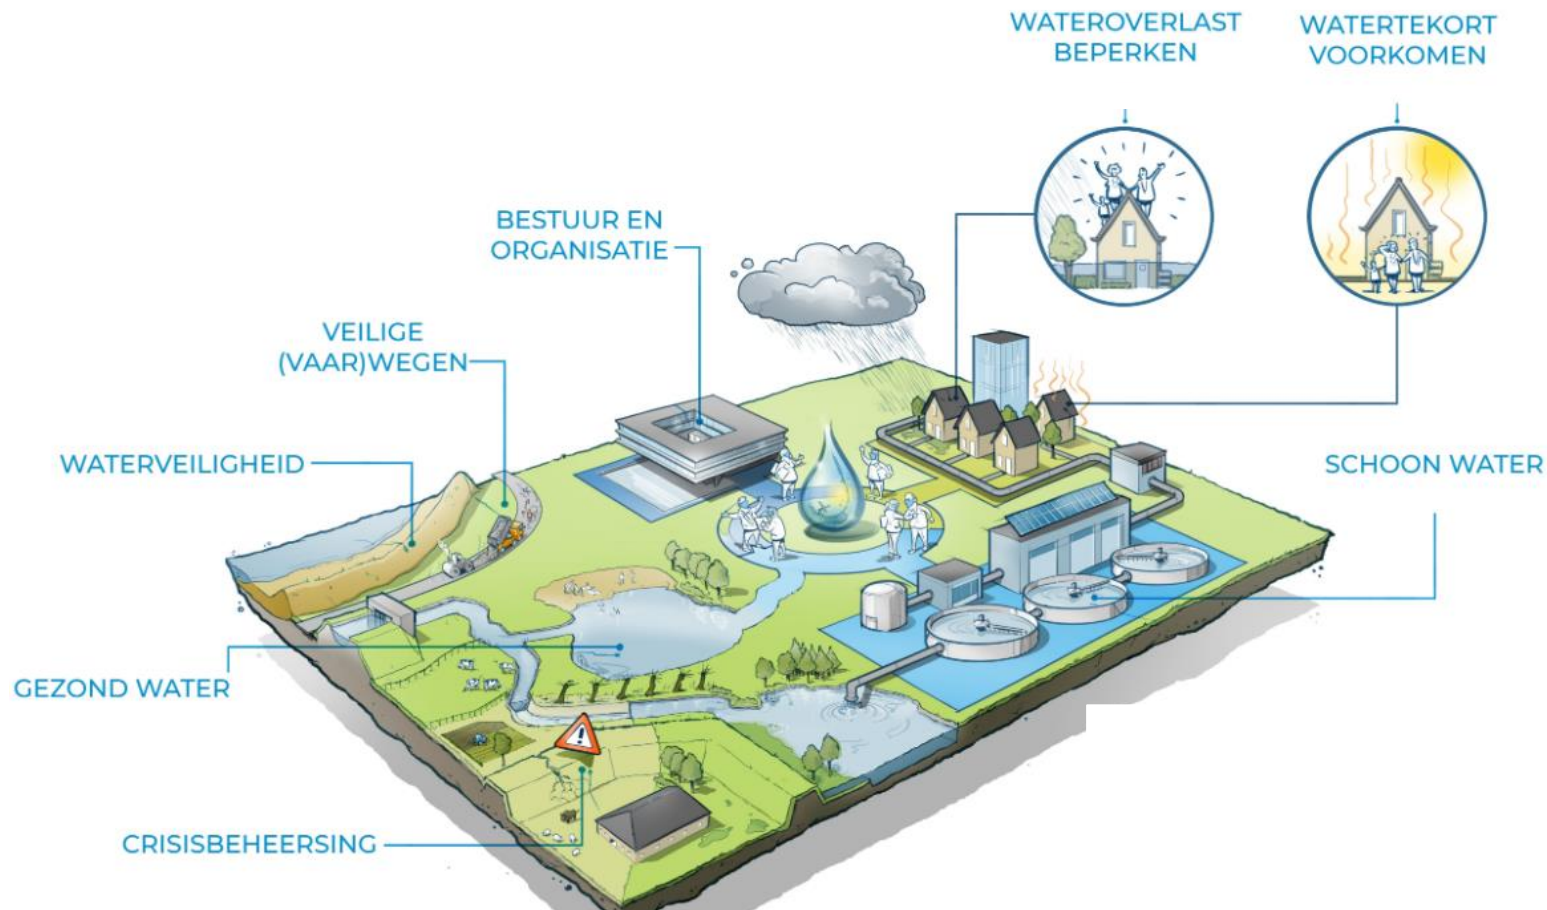 WATEROVERLAST
BEPERKEN
WATERTEKORT
VOORKOMEN
BESTUUR EN
ORGANISATIE
VEILIGE
(VAAR)WEGEN
WATERVEILIGHEID
SCHOON WATER
GEZOND WATER
!
CRISISBEHEERSING